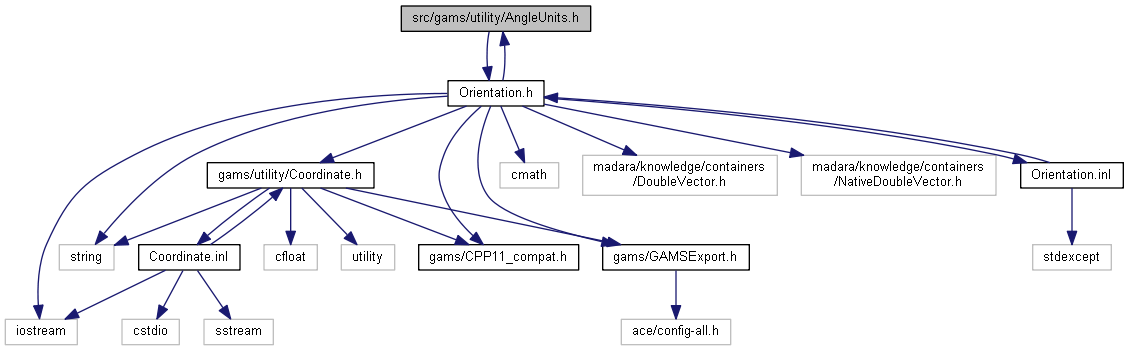 src/gams/utility/AngleUnits.h
Orientation.h
gams/utility/Coordinate.h
cmath
madara/knowledge/containers
/DoubleVector.h
madara/knowledge/containers
/NativeDoubleVector.h
Orientation.inl
string
Coordinate.inl
cfloat
utility
gams/CPP11_compat.h
gams/GAMSExport.h
stdexcept
iostream
cstdio
sstream
ace/config-all.h